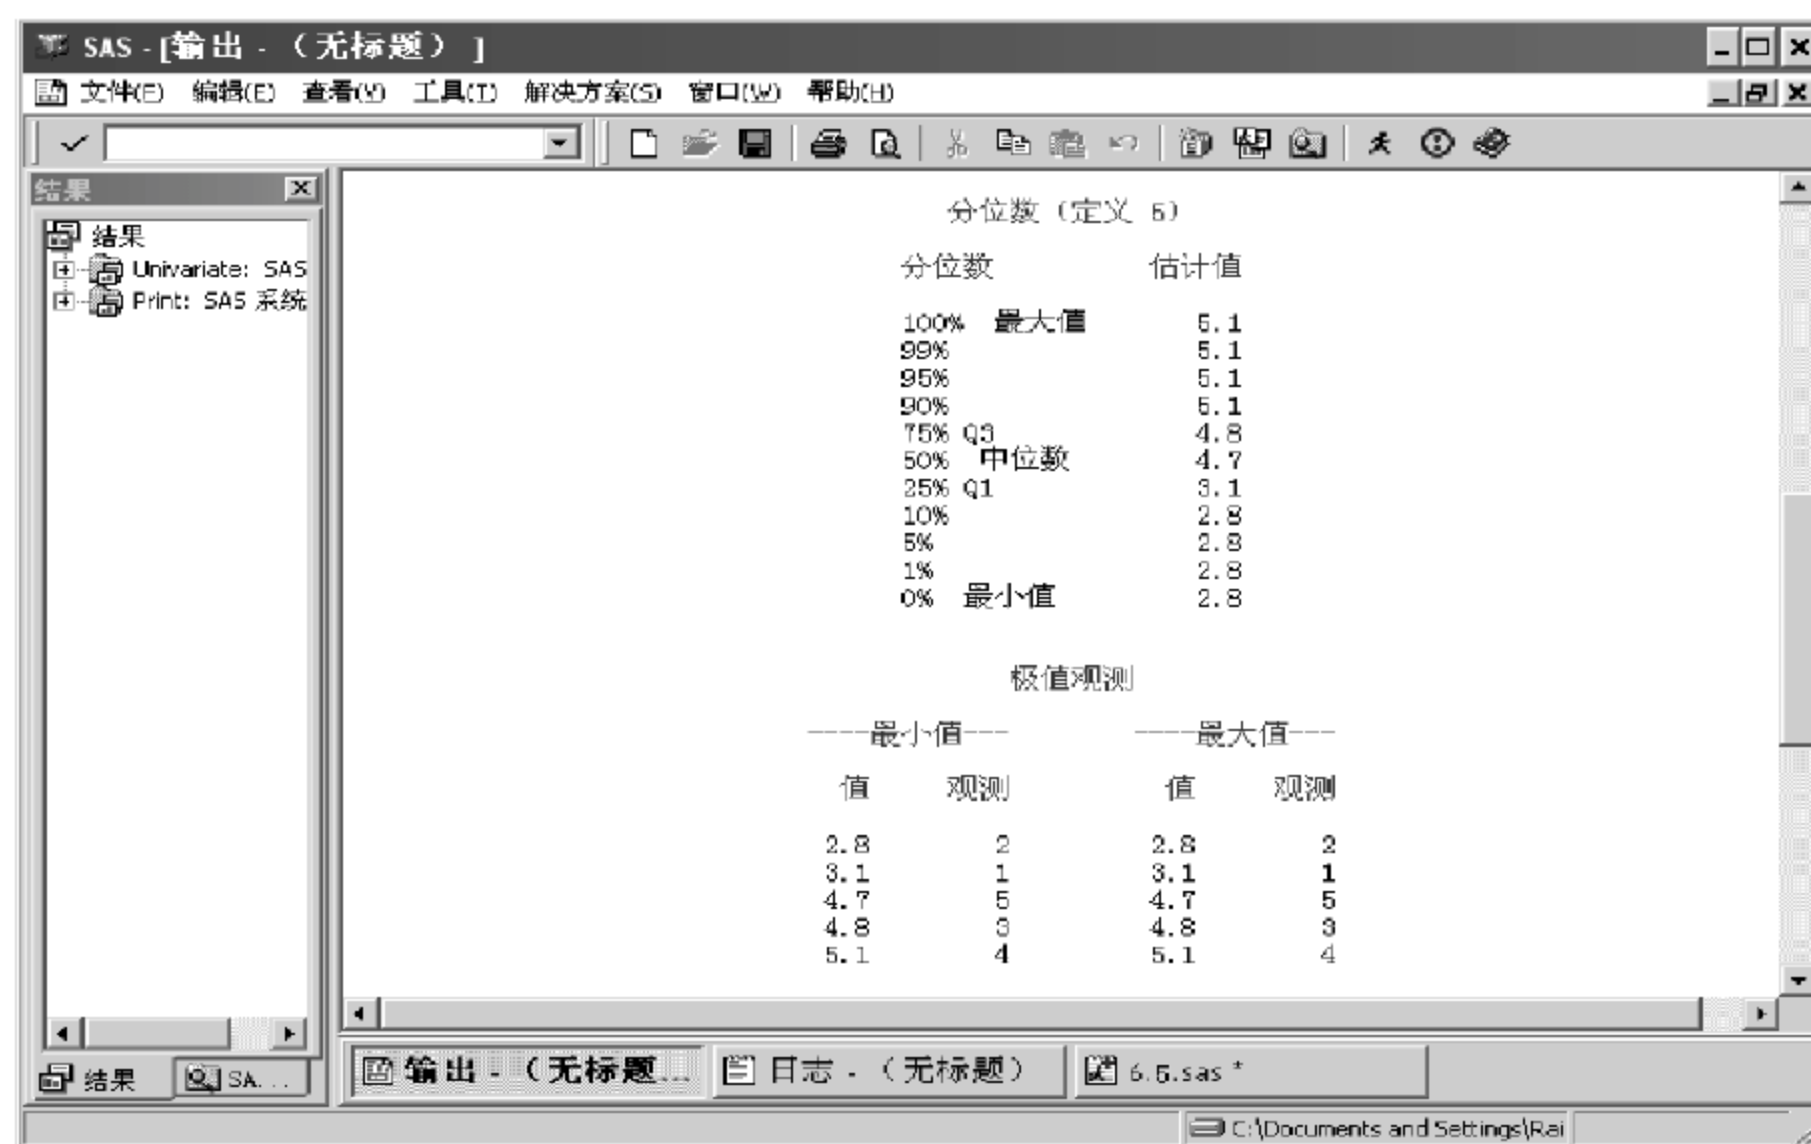 SAS - [输出 - （无标题） ]
文件(F) 编辑(E) 查看(V) 工具(T) 解决方案(S) 窗口(W) 帮助(H)
结果
结果
Univariate: SAS
Print: SAS 系统
分位数（定义 5）
分位数 估计值
100% 最大值 5.1
99% 5.1
95% 5.1
90% 5.1
75% Q3 4.8
50% 中位数 4.7
25% Q1 3.1
10% 2.8
5% 2.8
1% 2.8
0% 最小值 2.8
极值观测
----最小值--- ----最大值---
值 观测 值 观测
2.8 2 2.8 2
3.1 1 3.1 1
4.7 5 4.7 5
4.8 3 4.8 3
5.1 4 5.1 4
结果 SA...
输出 - （无标题... 日志 - （无标题） 6.5.sas *
C:\Documents and Settings\Rai